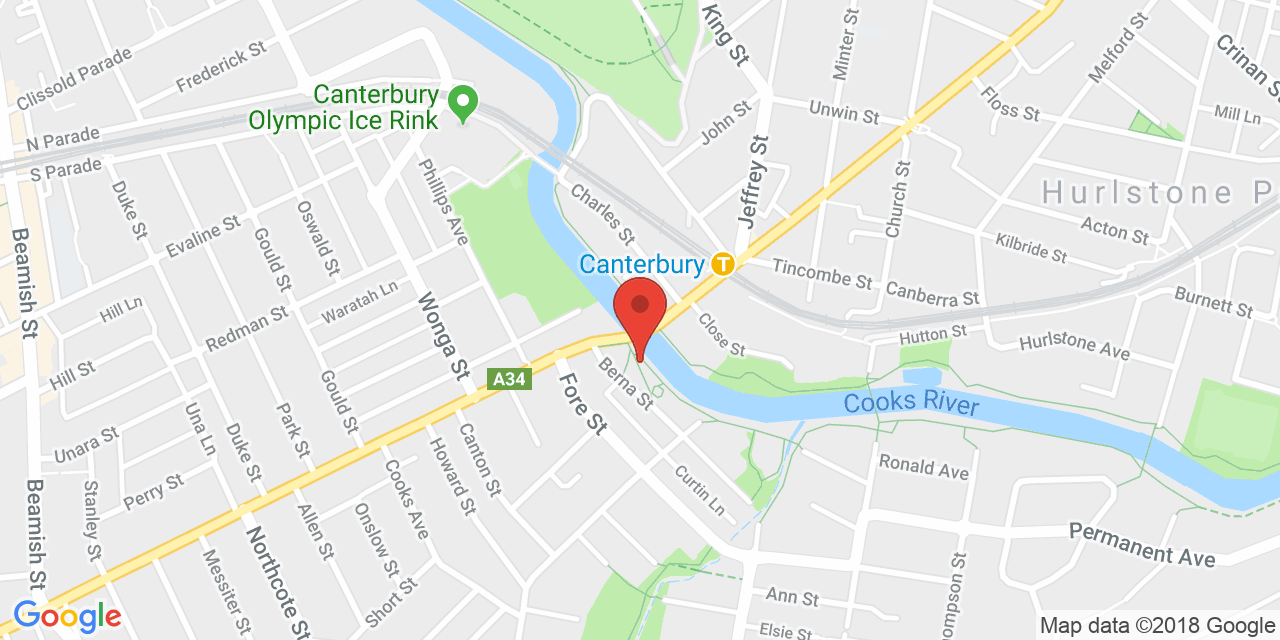 Clissold Parade
Frederick St
King St
Minter St
Melford St
Crinan St
Canterbury
Olympic Ice Rink
John St
Unwin St
Floss St
Mill Ln
N Parade
S Parade
Phillips Ave
Charles St
Jeffrey St
Church St
Hurlstone P
Duke St
Evaline St
Gould St
Oswald St
Acton St
Kilbride St
Beamish St
Hill Ln
Waratah Ln
Canterbury
T
Tincombe St
Canberra St
Burnett St
Redman St
Wonga St
Close St
Hutton St
Hurlstone Ave
Hill St
A34
Berna St
Fore St
Cooks River
Una Ln
Gould St
Park St
Unara St
Duke St
Canton St
Howard St
Cooks Ave
Curtin Ln
Ronald Ave
Perry St
Stanley St
Beamish St
Allen St
Onslow St
Northcote St
Messiter St
Short St
Permanent Ave
Ann St
Elsie St
ompson St
Google
Map data ©2018 Google